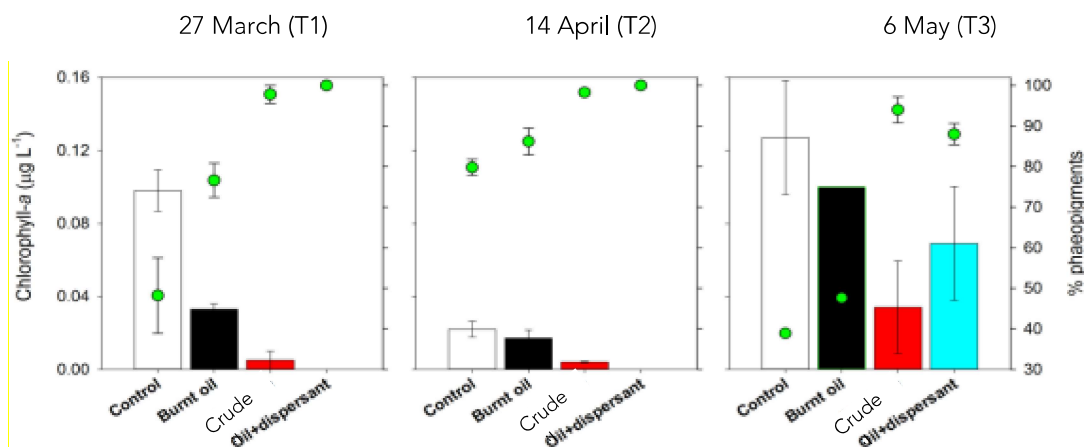 27 March (T1)
14 April (T2)
6 May (T3)
Chlorophyll-a (µg L⁻¹)
0.16
0.12
0.08
0.04
0.00
100
90
80
70
60
50
40
30
% phaeopigments
Control
Burnt oil
Crude
Oil+dispersant
Control
Burnt oil
Crude
Oil+dispersant
Control
Burnt oil
Crude
Oil+dispersant